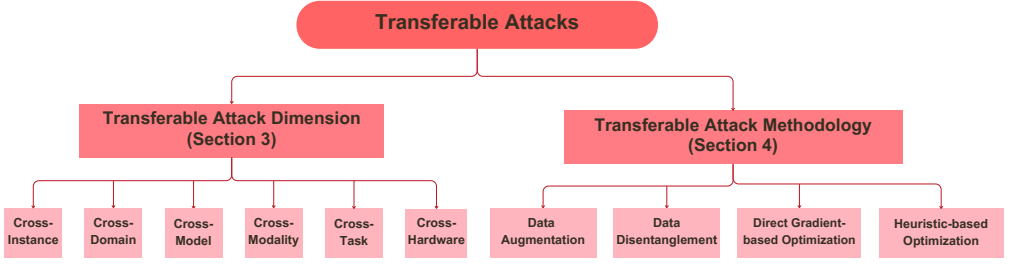 Transferable Attacks
Transferable Attack Dimension
(Section 3)
Transferable Attack Methodology
(Section 4)
Cross-
Instance
Cross-
Domain
Cross-
Model
Cross-
Modality
Cross-
Task
Cross-
Hardware
Data
Augmentation
Data
Disentanglement
Direct Gradient-
based Optimization
Heuristic-based
Optimization